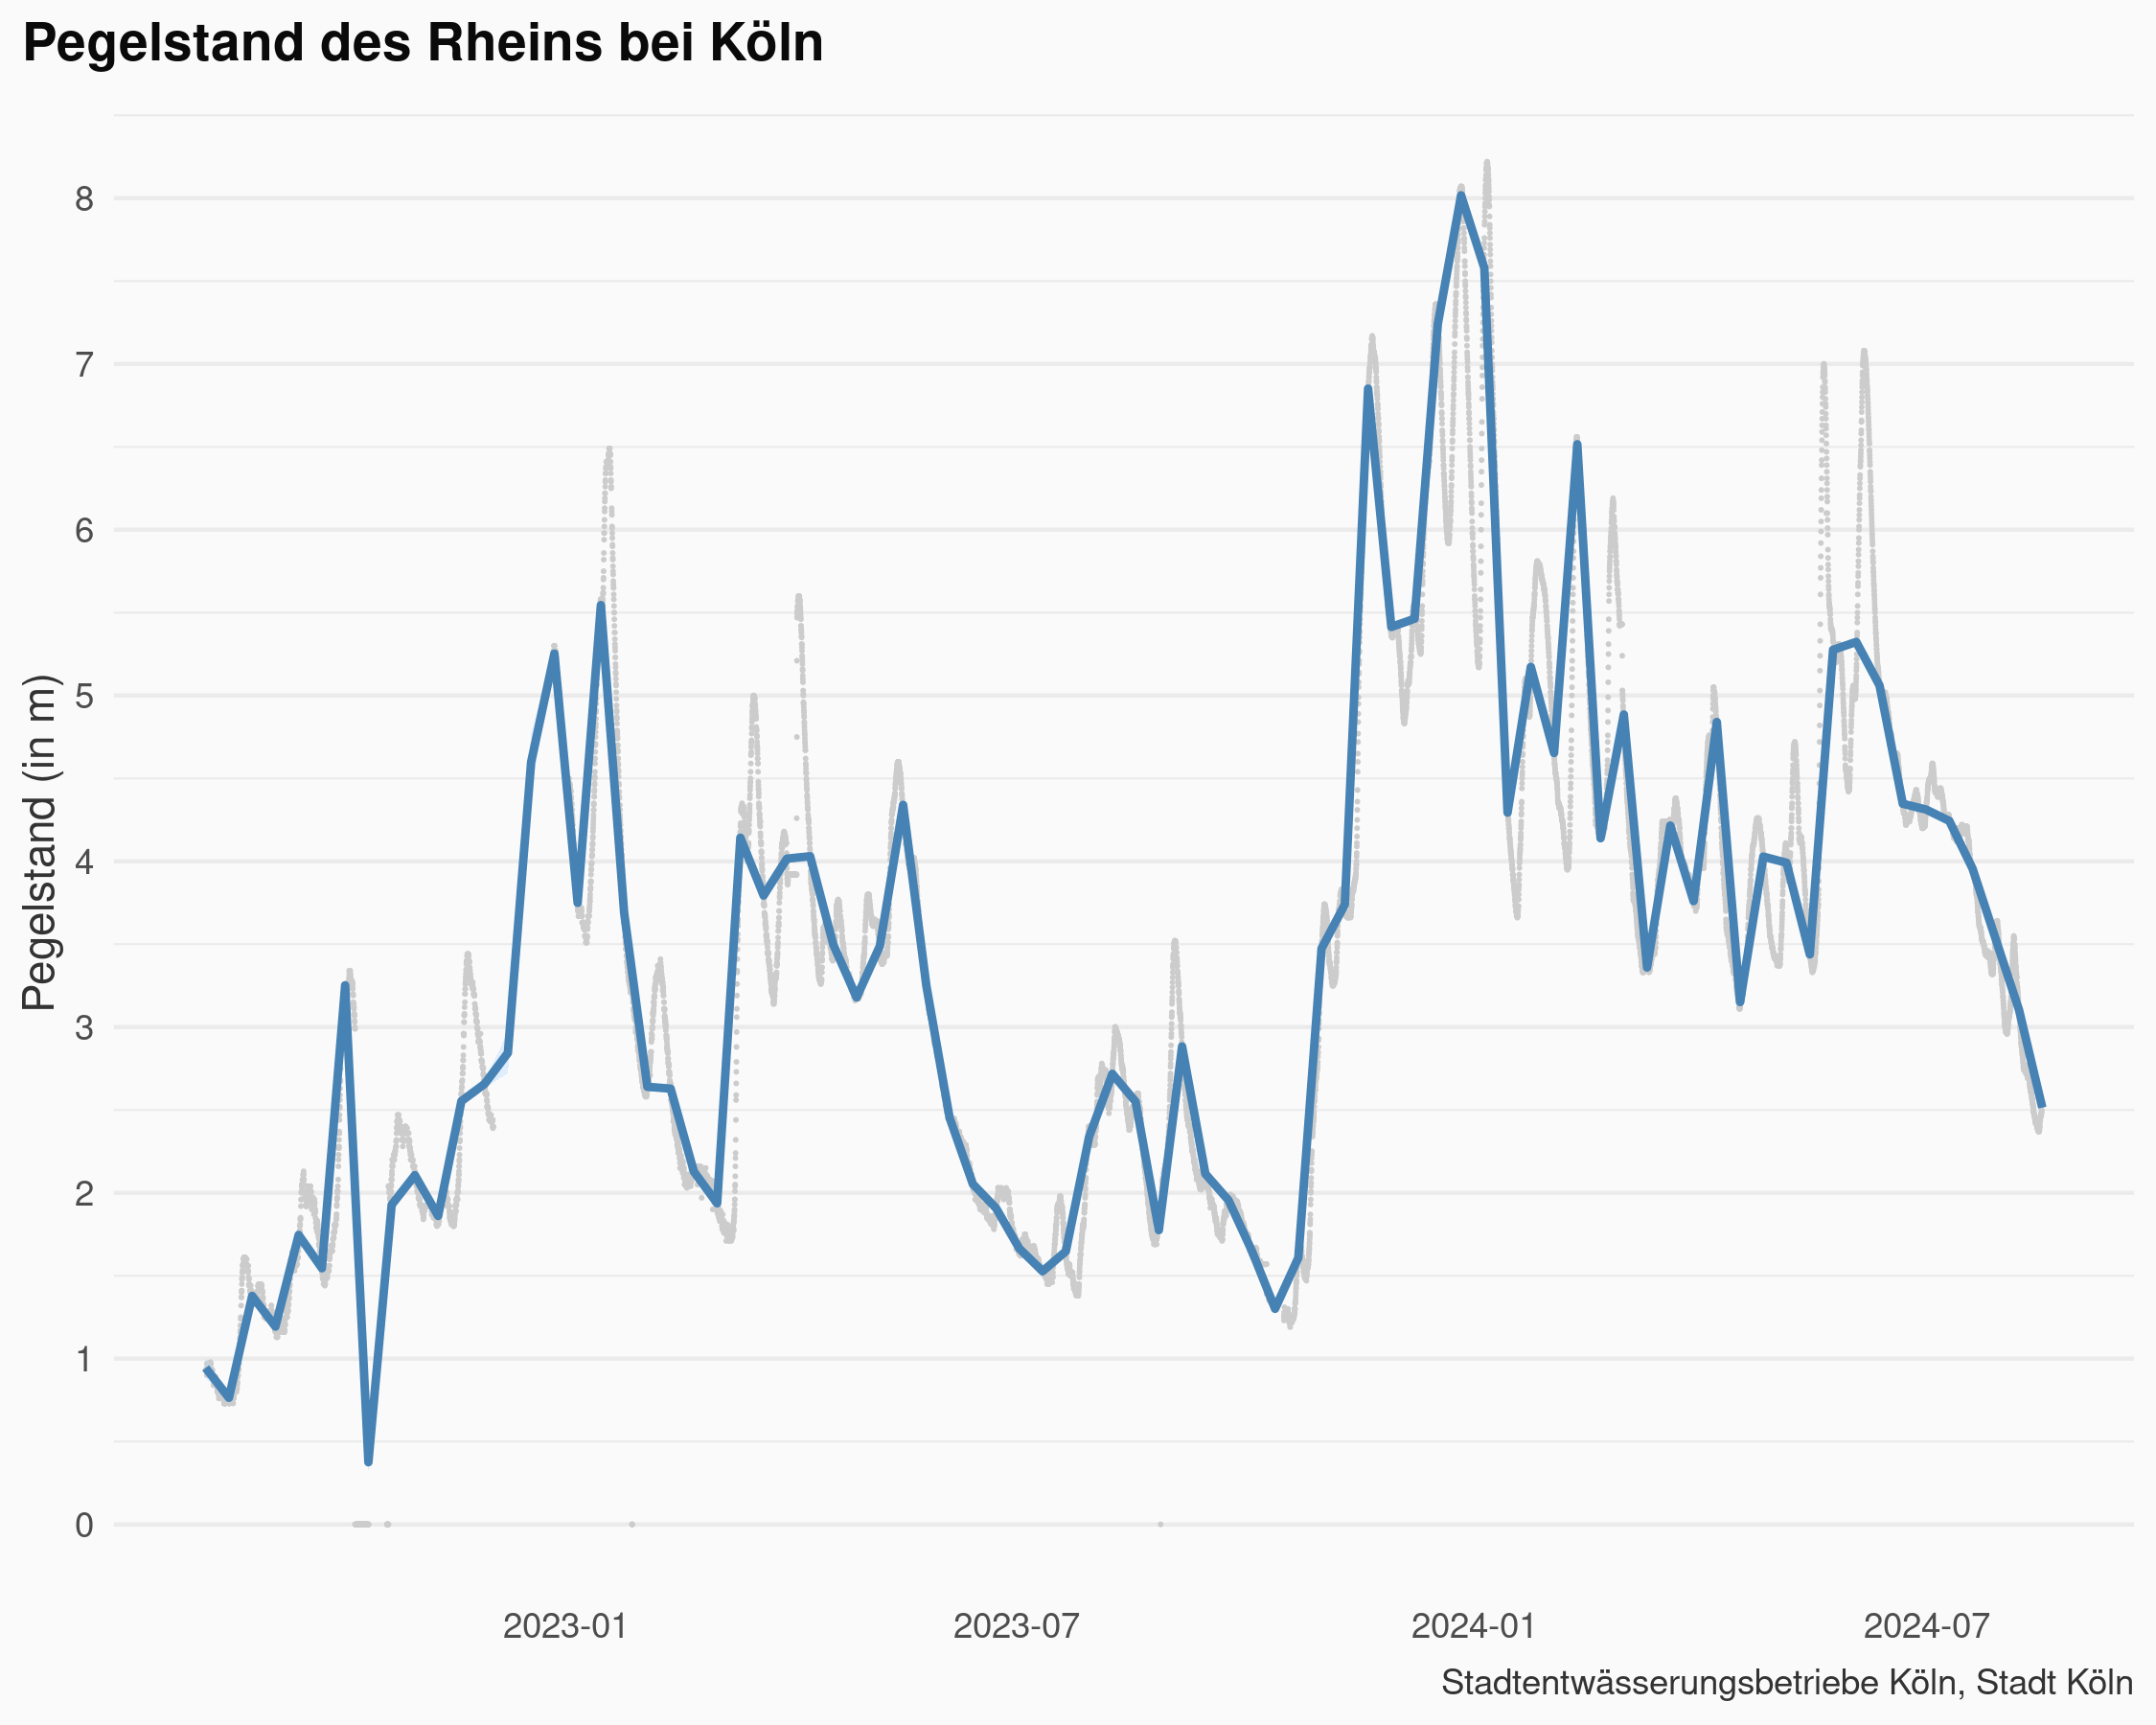 Pegelstand des Rheins bei Köln
Pegelstand (in m)
8
7
6
5
4
3
2
1
0
2023-01 2023-07 2024-01 2024-07
Stadtentwässerungsbetriebe Köln, Stadt Köln